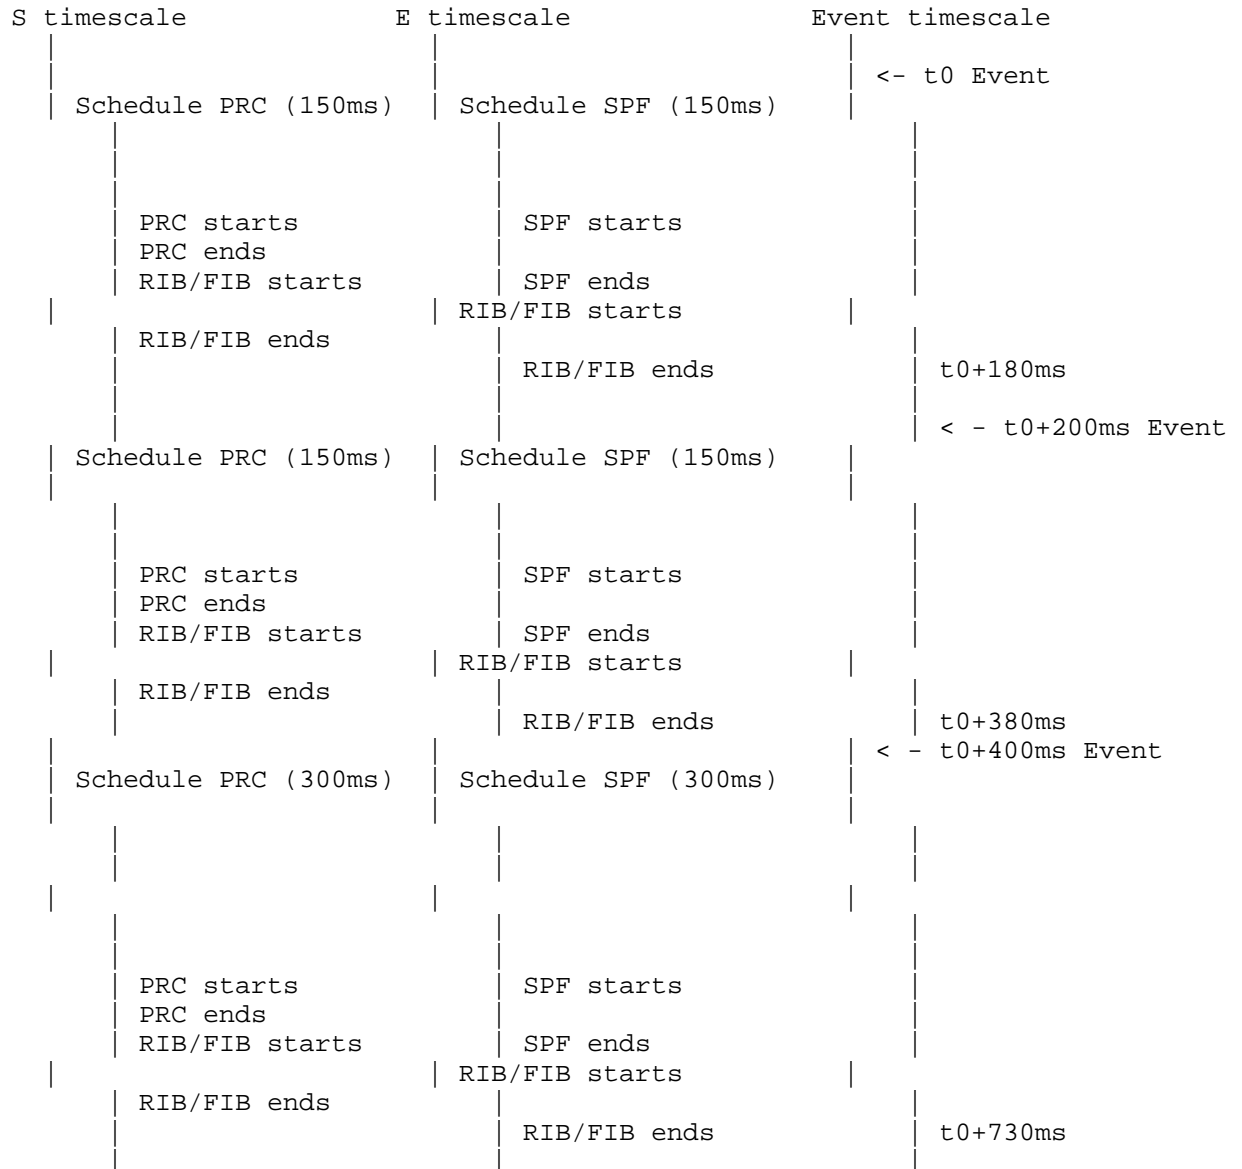 S timescale E timescale Event timescale
<- t0 Event
Schedule PRC (150ms) Schedule SPF (150ms)
PRC starts SPF starts
PRC ends
RIB/FIB starts SPF ends
RIB/FIB starts
RIB/FIB ends
RIB/FIB ends t0+180ms
< - t0+200ms Event
Schedule PRC (150ms) Schedule SPF (150ms)
PRC starts SPF starts
PRC ends
RIB/FIB starts SPF ends
RIB/FIB starts
RIB/FIB ends
RIB/FIB ends t0+380ms
< - t0+400ms Event
Schedule PRC (300ms) Schedule SPF (300ms)
PRC starts SPF starts
PRC ends
RIB/FIB starts SPF ends
RIB/FIB starts
RIB/FIB ends
RIB/FIB ends t0+730ms